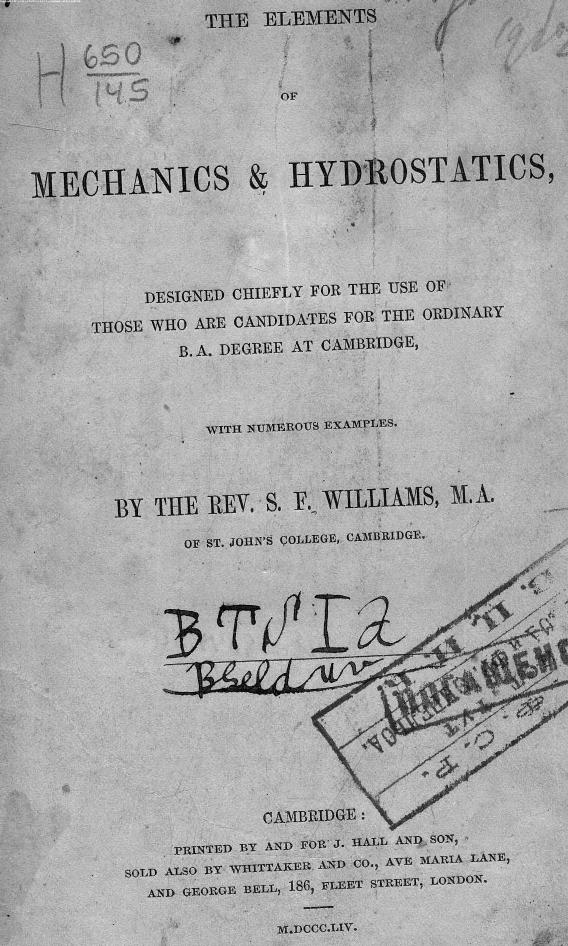 THE ELEMENTS
H 650
145
OF
MECHANICS & HYDROSTATICS,
DESIGNED CHIEFLY FOR THE USE OF
THOSE WHO ARE CANDIDATES FOR THE ORDINARY
B. A. DEGREE AT CAMBRIDGE,
WITH NUMEROUS EXAMPLES.
BY THE REV. S. F. WILLIAMS, M.A.
OF ST. JOHN'S COLLEGE, CAMBRIDGE.
CAMBRIDGE:
PRINTED BY AND FOR J. HALL AND SON,
SOLD ALSO BY WHITTAKER AND CO., AVE MARIA LANE,
AND GEORGE BELL, 186, FLEET STREET, LONDON.
M.DCCC.LIV.